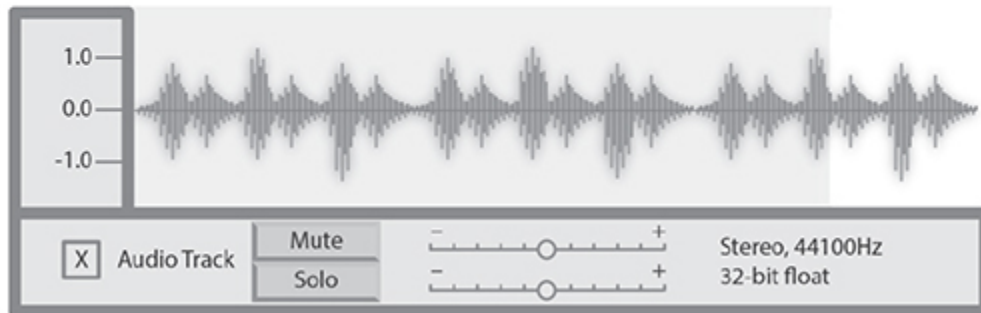 1.0
0.0
-1.0
X Audio Track
Mute
Solo
- +
- +
Stereo, 44100Hz
32-bit float